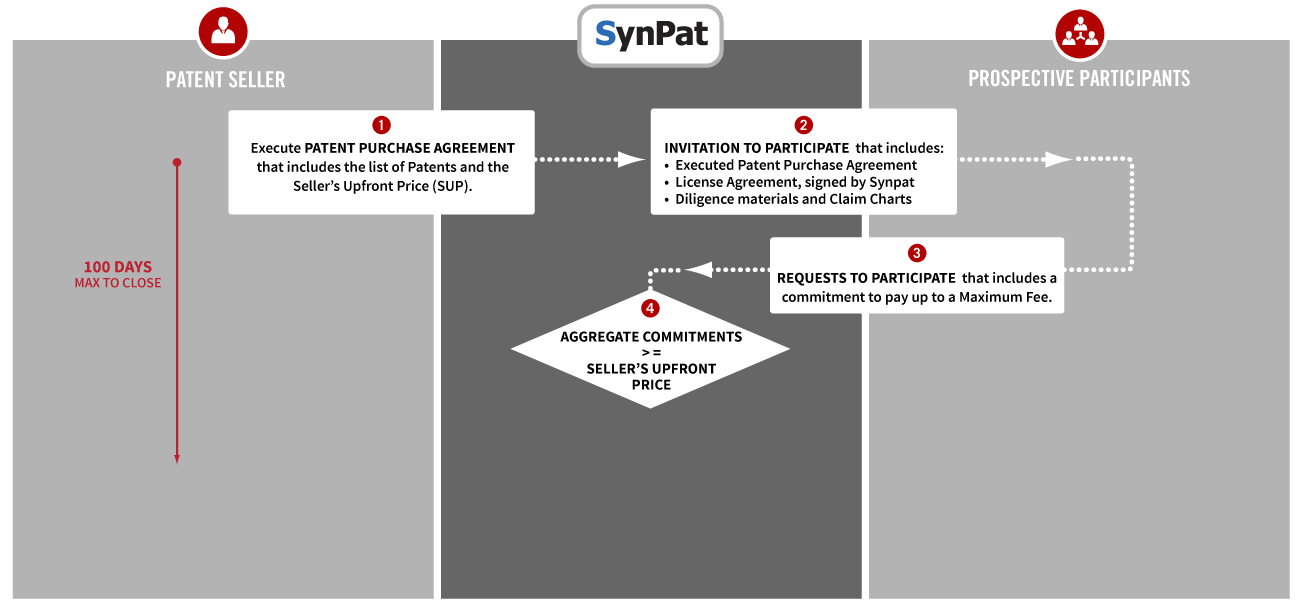 SynPat
PATENT SELLER
PROSPECTIVE PARTICIPANTS
1
Execute PATENT PURCHASE AGREEMENT
that includes the list of Patents and the
Seller’s Upfront Price (SUP).
2
INVITATION TO PARTICIPATE that includes:
• Executed Patent Purchase Agreement
• License Agreement, signed by Synpat
• Diligence materials and Claim Charts
100 DAYS
MAX TO CLOSE
3
REQUESTS TO PARTICIPATE that includes a
commitment to pay up to a Maximum Fee.
4
AGGREGATE COMMITMENTS
> =
SELLER’S UPFRONT
PRICE